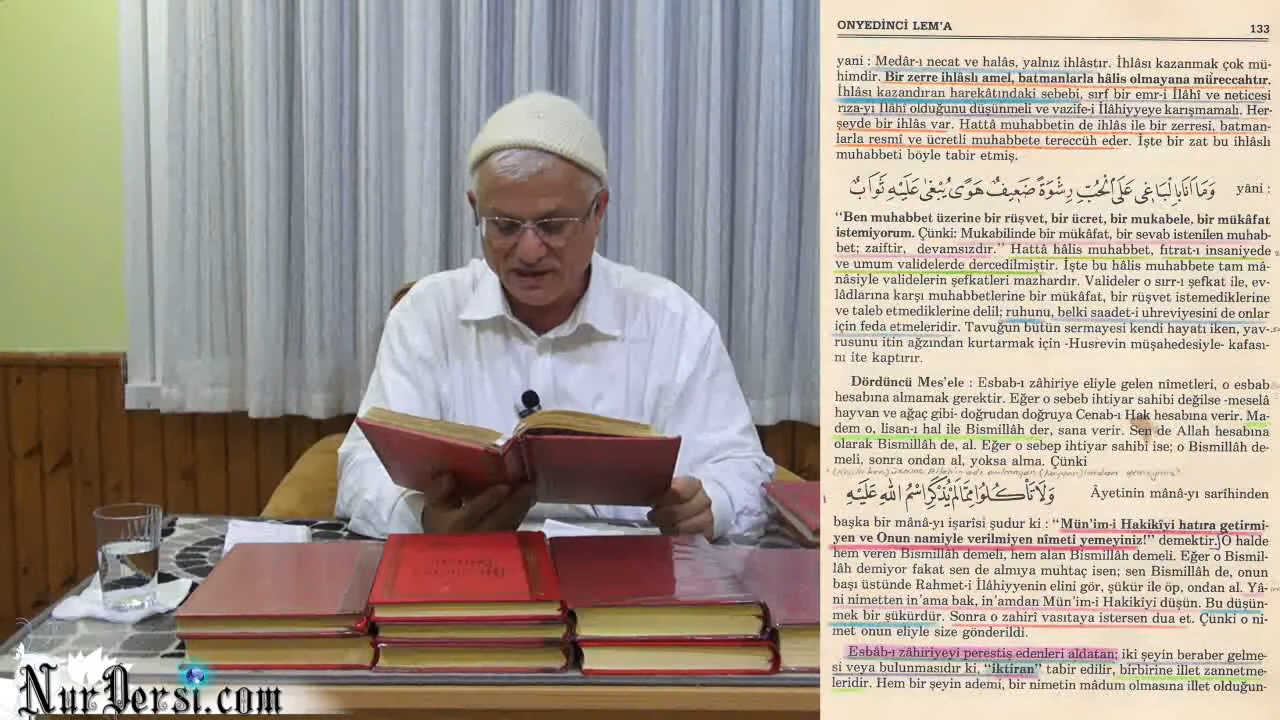 ONYEDİNCİ LEM'A 133
yani : Medâr-ı necat ve halâs, yalnız ihlâstır. İhlâsı kazanmak çok mü-
himdir. Bir zerre ihlâslı amel, batmanlarla hâlis olmayana müreccahtır.
İhlâsı kazandıran harekâtındaki sebebi, sırf bir emr-i İlâhî ve neticesi
rıza-yı İlâhî olduğunu düşünmeli ve vazife-i İlâhiyyeye karışmamalı. Her-
şeyde bir ihlâs var. Hattâ muhabbetin de ihlâs ile bir zerresi, batman-
larla resmî ve ücretli muhabbete tereccüh eder. İşte bir zat bu ihlâslı
muhabbeti böyle tabir etmiş.
وَمَا اَنَا بِالْبَاغِى عَلَى الْحُبِّ رِشْوَةً ضَعِيفٌ هَوًى يُبْغٰى عَلَيْهِ ثَوَابٌ yâni :
"Ben muhabbet üzerine bir rüşvet, bir ücret, bir mukabele, bir mükâfat
istemiyorum. Çünki: Mukabilinde bir mükâfat, bir sevab istenilen muhab-
bet; zaiftir, devamsızdır." Hattâ hâlis muhabbet, fıtrat-ı insaniyede
ve umum validelerde dercedilmiştir. İşte bu hâlis muhabbete tam mâ-
nâsiyle validelerin şefkatleri mazhardır. Valideler o sırr-ı şefkat ile, ev-
lâdlarına karşı muhabbetlerine bir mükâfat, bir rüşvet istemediklerine
ve taleb etmediklerine delil; ruhunu, belki saadet-i uhreviyesini de onlar
için feda etmeleridir. Tavuğun bütün sermayesi kendi hayatı iken, yav-
rusunu itin ağzından kurtarmak için -Husrevin müşahedesiyle- kafası-
nı ite kaptırır.
Dördüncü Mes'ele : Esbab-ı zâhiriye eliyle gelen nîmetleri, o esbab
hesabına almamak gerektir. Eğer o sebeb ihtiyar sahibi değilse -meselâ
hayvan ve ağaç gibi- doğrudan doğruya Cenab-ı Hak hesabına verir. Ma-
dem o, lisan-ı hal ile Bismillâh der, sana verir. Sen de Allah hesabına
olarak Bismillâh de, al. Eğer o sebep ihtiyar sahibi ise; o Bismillâh de-
meli, sonra ondan al, yoksa alma. Çünki
وَلَا تَاْكُلُوا مِمَّا لَمْ يُذْكَرِ اسْمُ اللّٰهِ عَلَيْهِ Âyetinin mânâ-yı sarîhinden
başka bir mânâ-yı işarîsi şudur ki : "Mün'im-i Hakikîyi hatıra getirmi-
yen ve Onun namiyle verilmiyen nîmeti yemeyiniz!" demektir. O halde
hem veren Bismillâh demeli, hem alan Bismillâh demeli. Eğer o Bismil-
lâh demiyor fakat sen de almıya muhtaç isen; sen Bismillâh de, onun
başı üstünde Rahmet-i İlâhiyyenin elini gör, şükür ile öp, ondan al. Yâ-
ni nimetten in'ama bak, in'amdan Mün'im-i Hakikîyi düşün. Bu düşün-
mek bir şükürdür. Sonra o zahirî vasıtaya istersen dua et. Çünki o ni-
met onun eliyle size gönderildi.
Esbâb-ı zâhiriyeyi perestiş edenleri aldatan; iki şeyin beraber gelme-
si veya bulunmasıdır ki, "iktiran" tabir edilir, birbirine illet zannetme-
leridir. Hem bir şeyin ademi, bir nimetin mâdum olmasına illet olduğun-
NurDersi.com